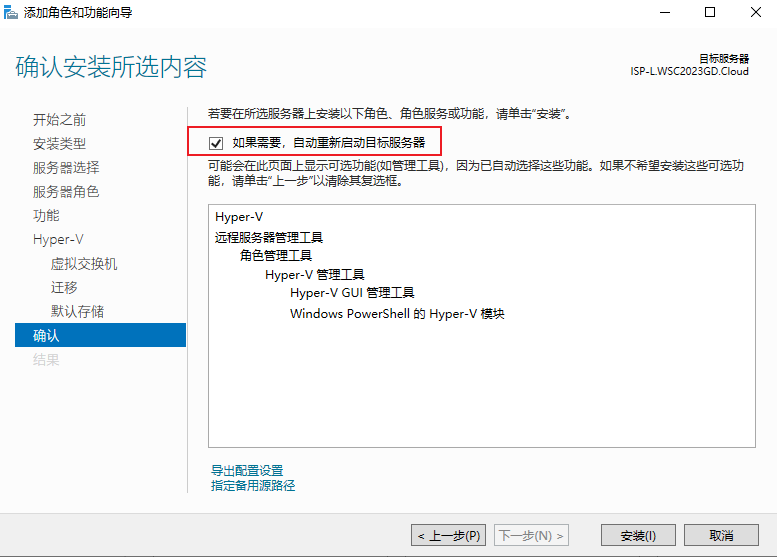 添加角色和功能向导
确认安装所选内容
目标服务器
ISP-L.WSC2023GD.Cloud
开始之前
安装类型
服务器选择
服务器角色
功能
Hyper-V
虚拟交换机
迁移
默认存储
确认
结果
若要在所选服务器上安装以下角色、角色服务或功能，请单击“安装”。
如果需要，自动重新启动目标服务器
可能会在此页面上显示可选功能(如管理工具)，因为已自动选择这些功能。如果不希望安装这些可选功
能，请单击“上一步”以清除其复选框。
Hyper-V
远程服务器管理工具
角色管理工具
Hyper-V 管理工具
Hyper-V GUI 管理工具
Windows PowerShell 的 Hyper-V 模块
导出配置设置
指定备用源路径
< 上一步(P)
下一步(N) >
安装(I)
取消